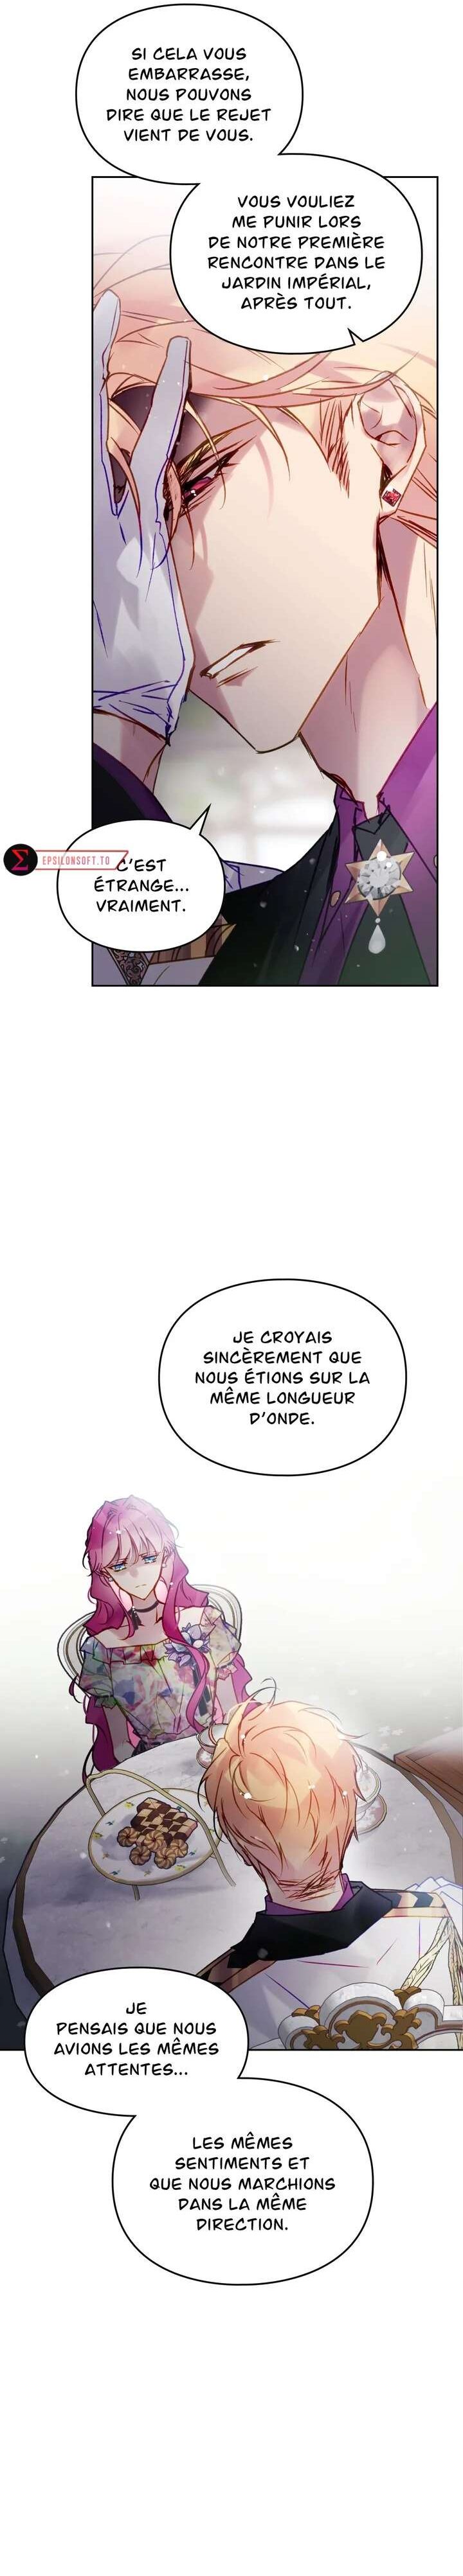 SI CELA VOUS
EMBARRASSE,
NOUS POUVONS
DIRE QUE LE REJET
VIENT DE VOUS.
VOUS VOULIEZ
ME PUNIR LORS
DE NOTRE PREMIÈRE
RENCONTRE DANS LE
JARDIN IMPÉRIAL,
APRÈS TOUT.
Σ EPSILONSOFT.TO
C'EST
ÉTRANGE...
VRAIMENT.
JE CROYAIS
SINCÈREMENT QUE
NOUS ÉTIONS SUR LA
MÊME LONGUEUR
D'ONDE.
JE
PENSAIS QUE NOUS
AVIONS LES MÊMES
ATTENTES...
LES MÊMES
SENTIMENTS ET
QUE NOUS MARCHIONS
DANS LA MÊME
DIRECTION.